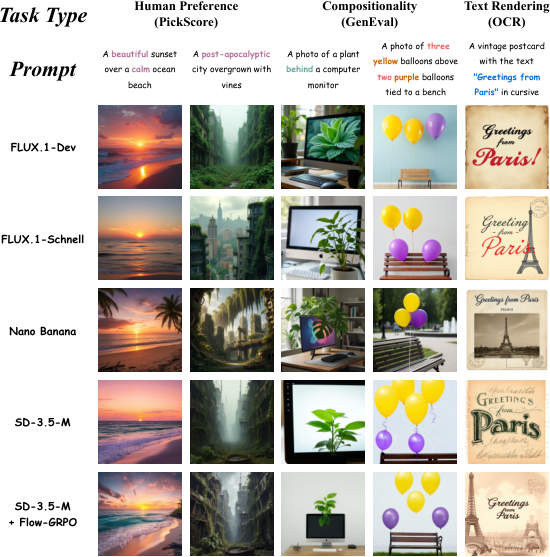 Task Type
Human Preference
(PickScore)
Compositionality
(GenEval)
Text Rendering
(OCR)
Prompt
A beautiful sunset
over a calm ocean
beach
A post-apocalyptic
city overgrown with
vines
A photo of a plant
behind a computer
monitor
A photo of three
yellow balloons above
two purple balloons
tied to a bench
A vintage postcard
with the text
"Greetings from
Paris" in cursive
FLUX.1-Dev
Greetings
from
Paris!
FLUX.1-Schnell
Greeting
- from -
Paris
Nano Banana
Greetings from Paris
SD-3.5-M
GREETINGS
from
Paris
SD-3.5-M
+ Flow-GRPO
Greetings
from
Paris